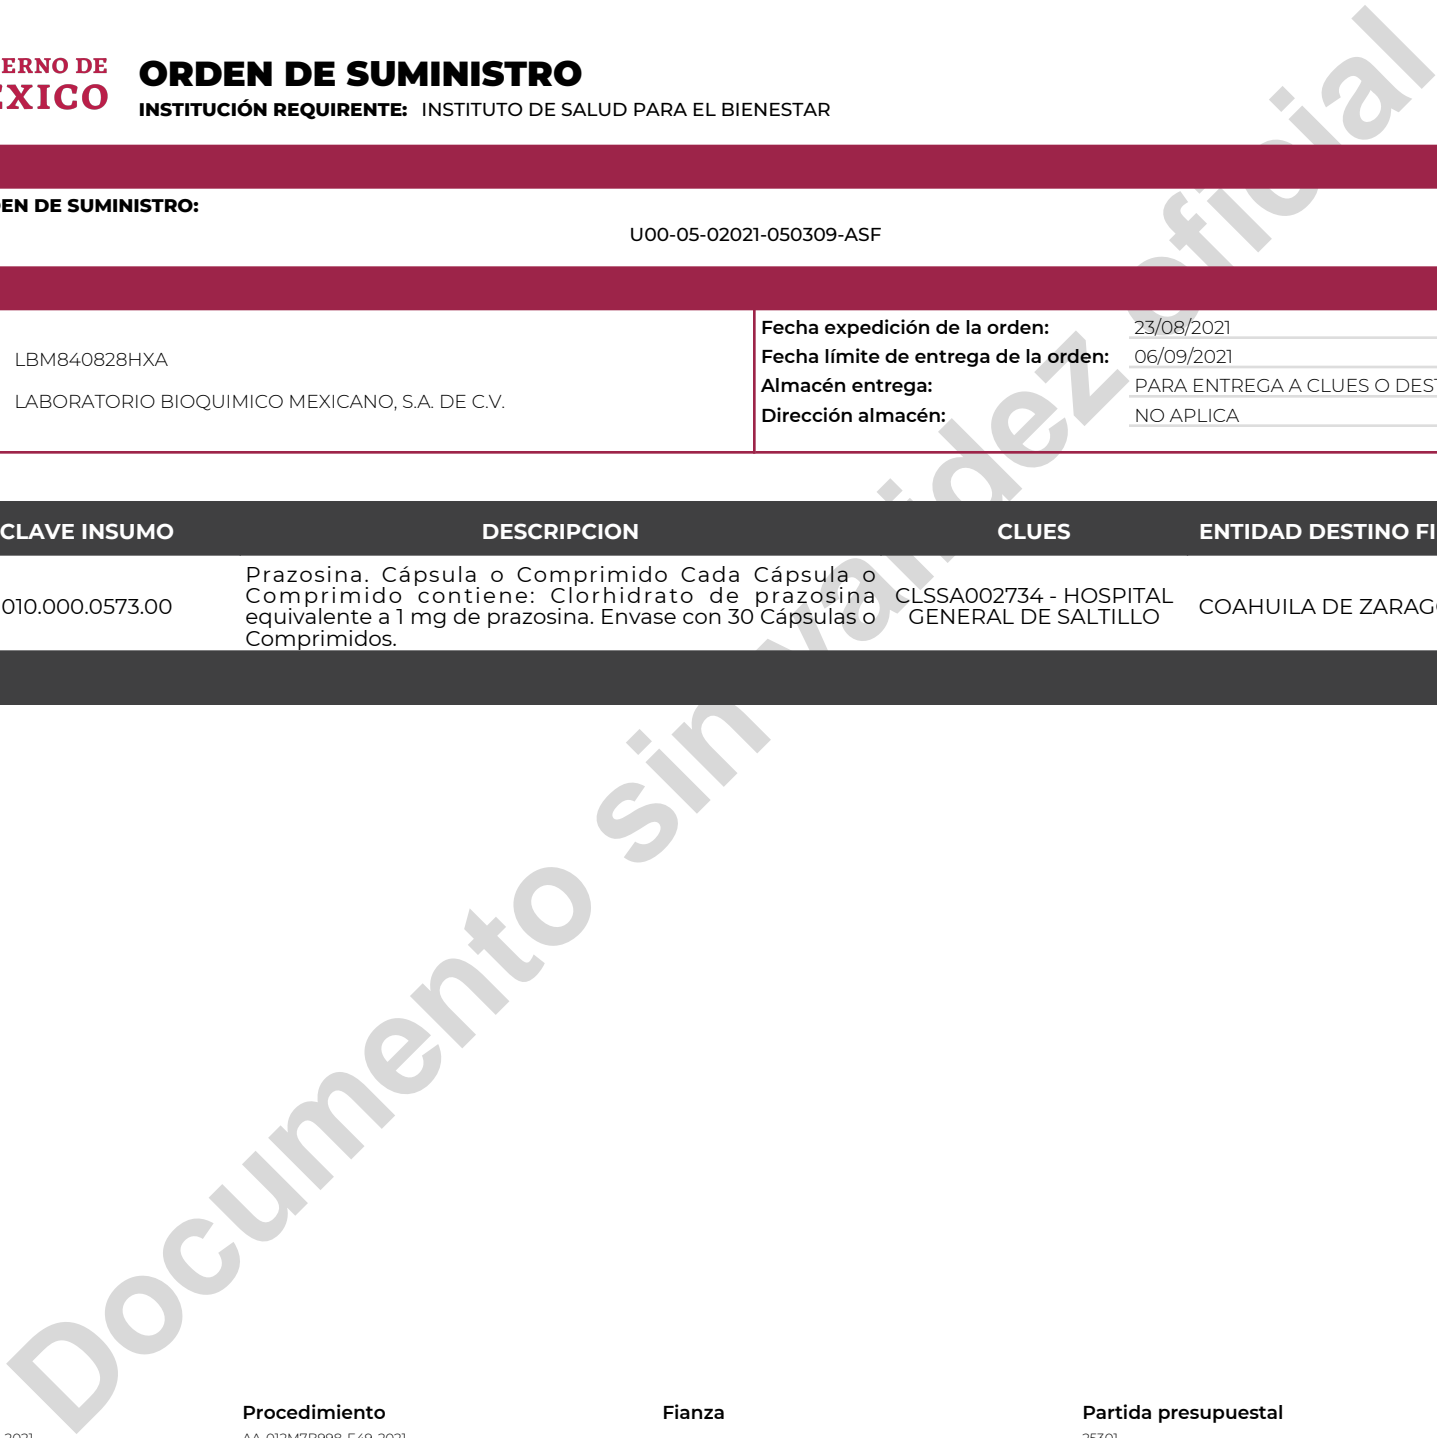 ERNO DE
ÉXICO
ORDEN DE SUMINISTRO
INSTITUCIÓN REQUIRENTE: INSTITUTO DE SALUD PARA EL BIENESTAR
EN DE SUMINISTRO:
U00-05-02021-050309-ASF
LBM840828HXA
LABORATORIO BIOQUIMICO MEXICANO, S.A. DE C.V.
Fecha expedición de la orden: 23/08/2021
Fecha límite de entrega de la orden: 06/09/2021
Almacén entrega: PARA ENTREGA A CLUES O DEST
Dirección almacén: NO APLICA
CLAVE INSUMO DESCRIPCION CLUES ENTIDAD DESTINO FI
010.000.0573.00
Prazosina. Cápsula o Comprimido Cada Cápsula o
Comprimido contiene: Clorhidrato de prazosina
equivalente a 1 mg de prazosina. Envase con 30 Cápsulas o
Comprimidos.
CLSSA002734 - HOSPITAL
GENERAL DE SALTILLO
COAHUILA DE ZARAG
Documento sin validez oficial
Procedimiento Fianza Partida presupuestal